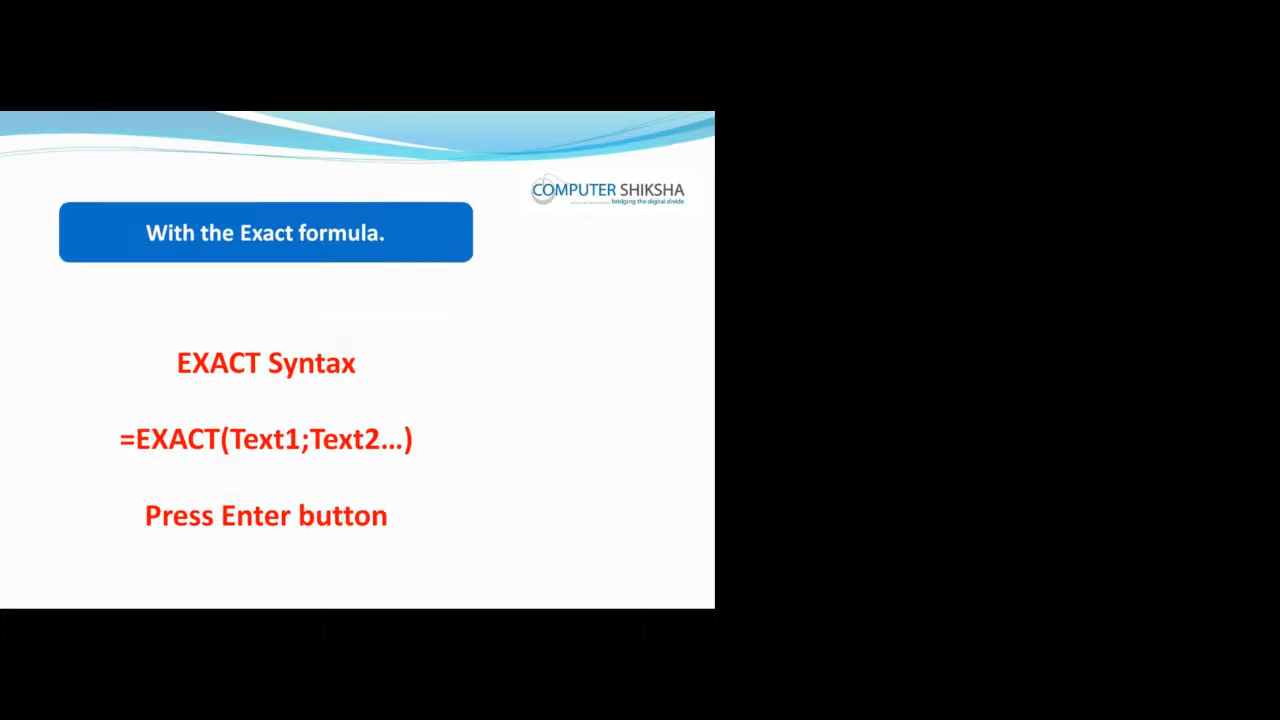 COMPUTER SHIKSHA
bridging the digital divide
With the Exact formula.
EXACT Syntax
=EXACT(Text1;Text2...)
Press Enter button